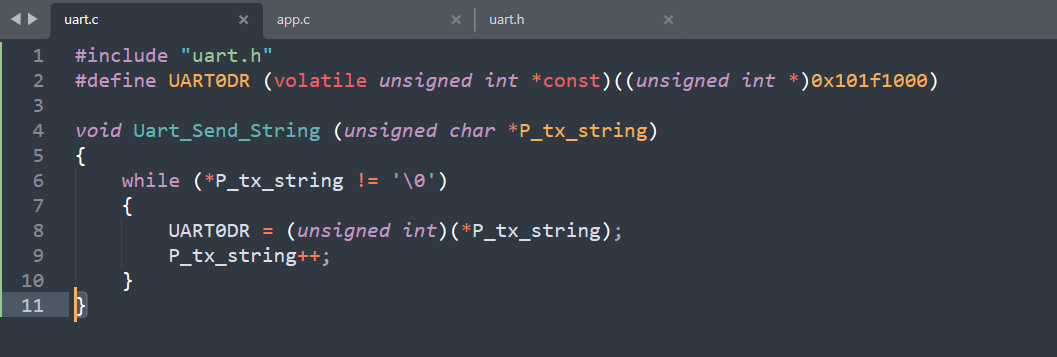 uart.c × app.c × uart.h ×
1 #include "uart.h"
2 #define UART0DR (volatile unsigned int *const)((unsigned int *)0x101f1000)
3
4 void Uart_Send_String (unsigned char *P_tx_string)
5 {
6     while (*P_tx_string != '\0')
7     {
8         UART0DR = (unsigned int)(*P_tx_string);
9         P_tx_string++;
10     }
11 }